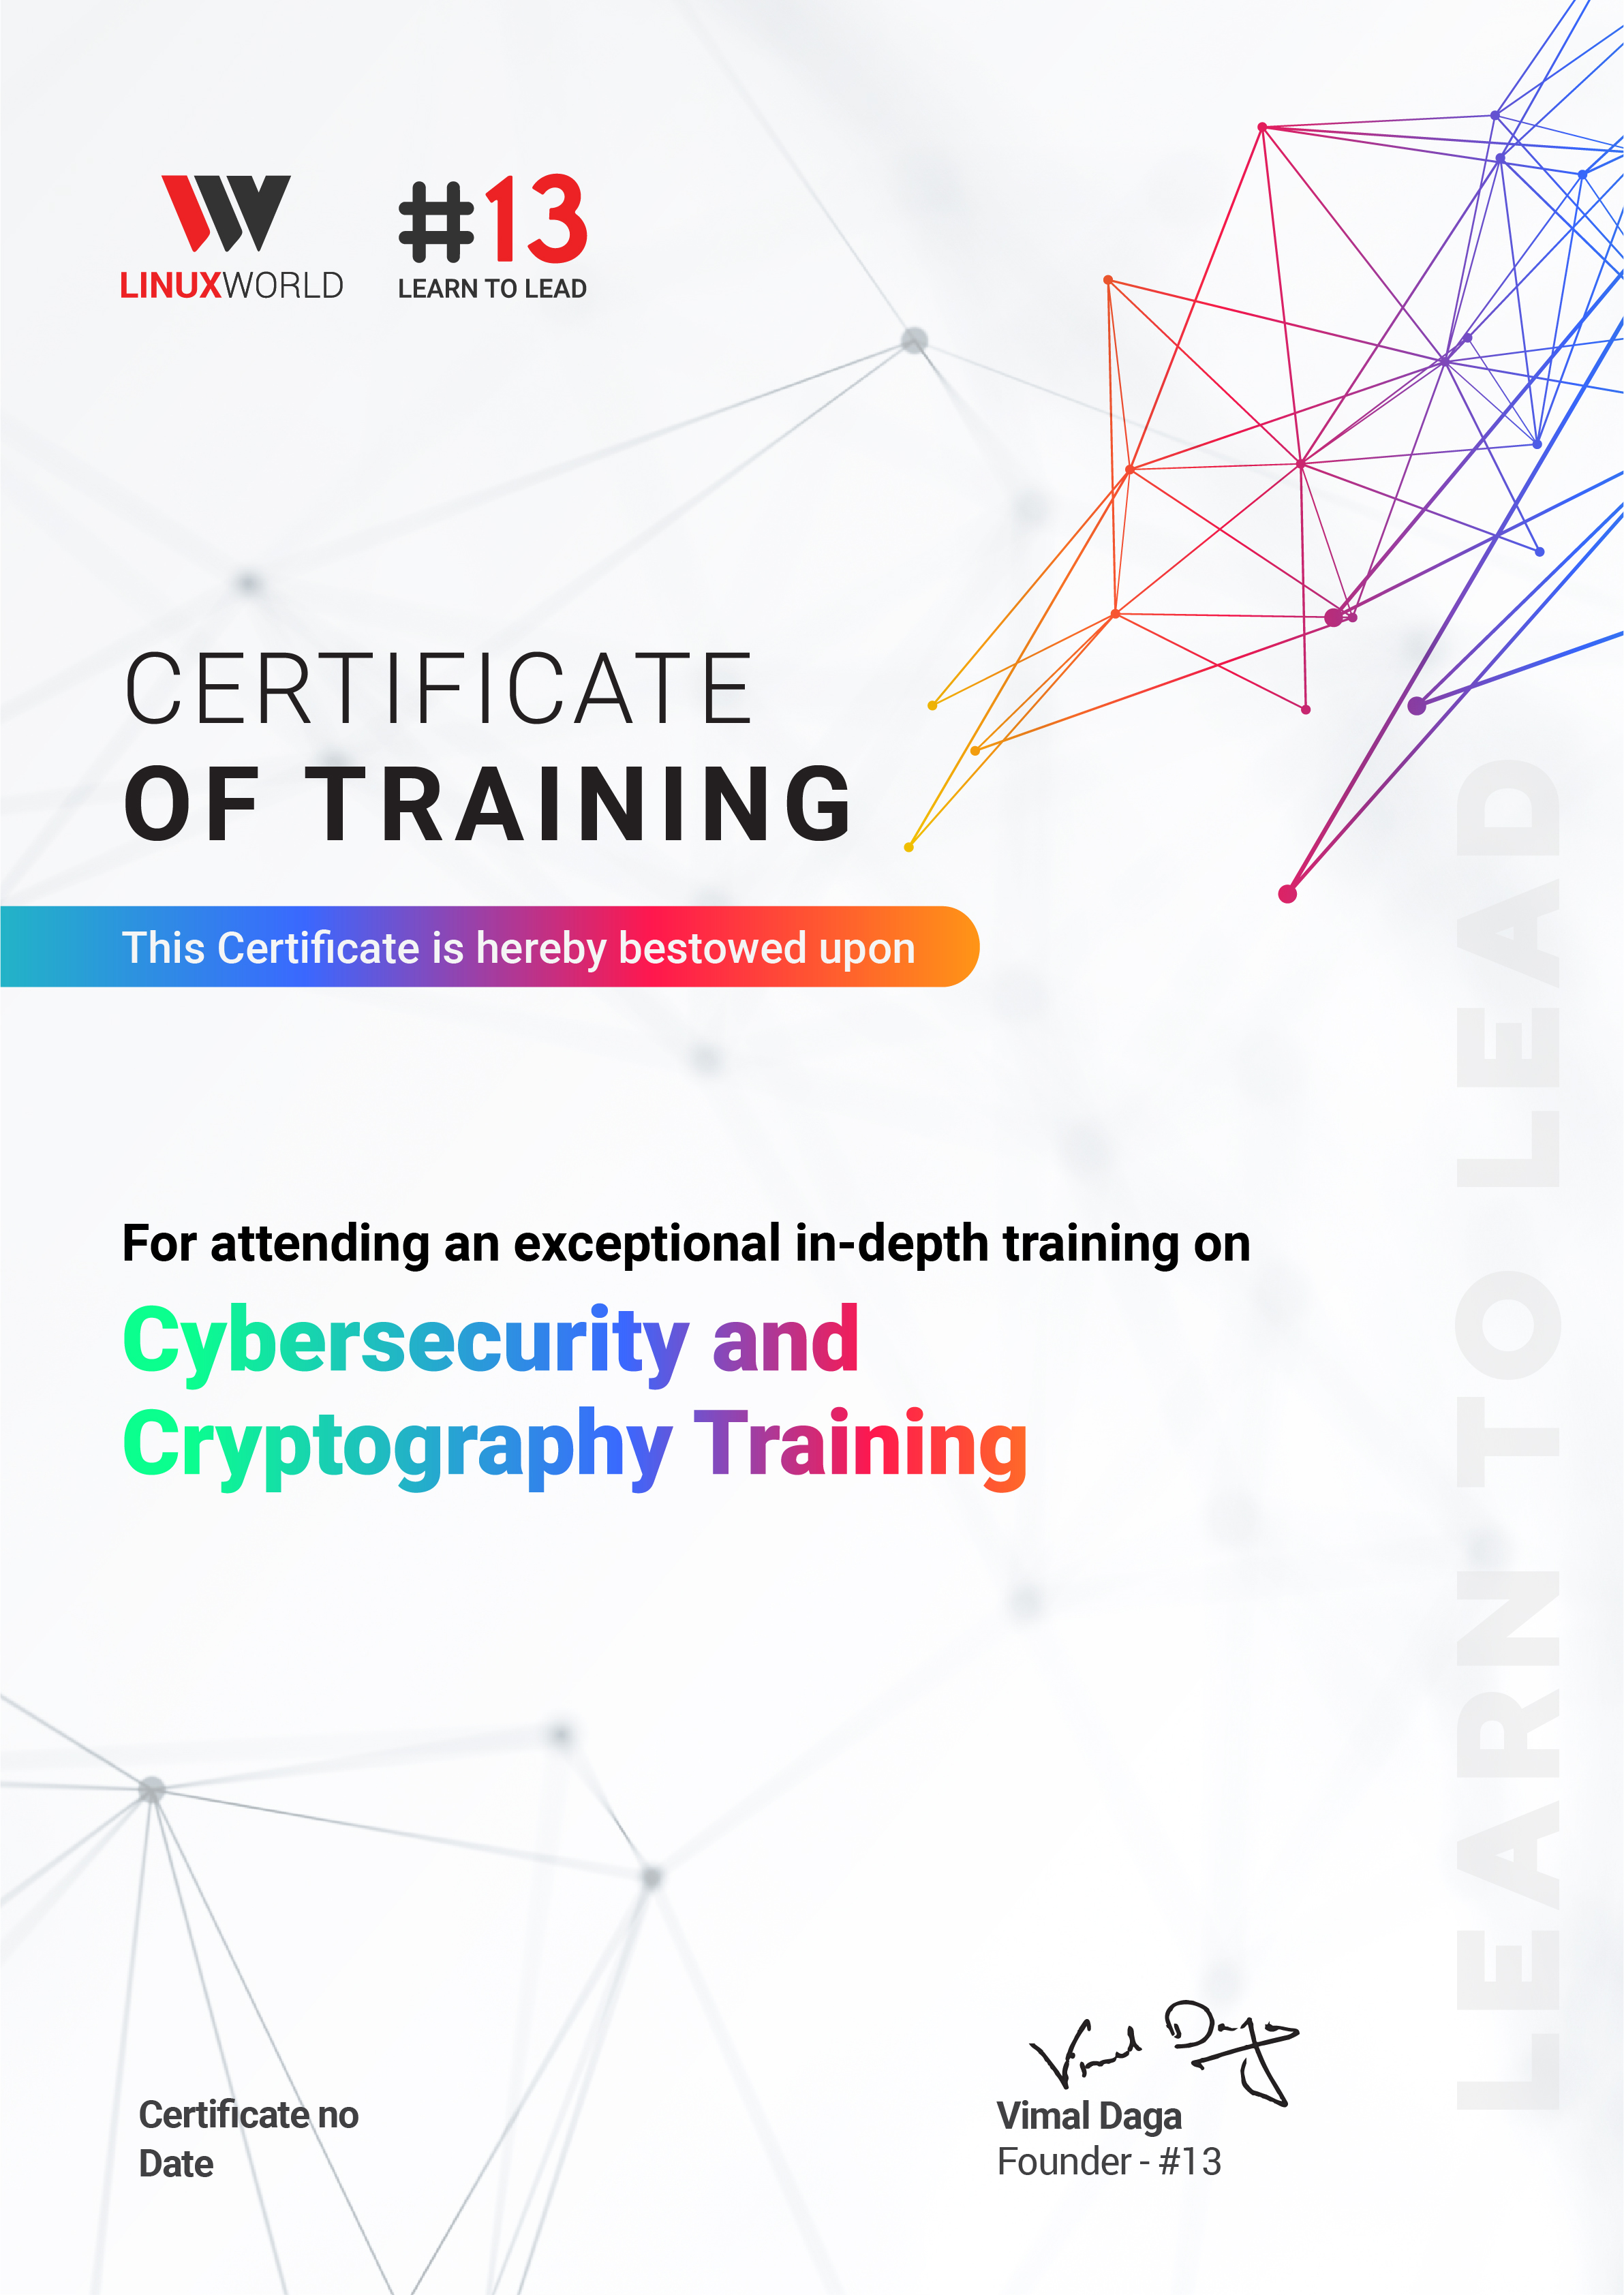 LINUXWORLD
#13
LEARN TO LEAD
CERTIFICATE
OF TRAINING
This Certificate is hereby bestowed upon
For attending an exceptional in-depth training on
Cybersecurity and
Cryptography Training
LEARN TO LEAD
Vimal Daga
Certificate no
Date
Vimal Daga
Founder - #13